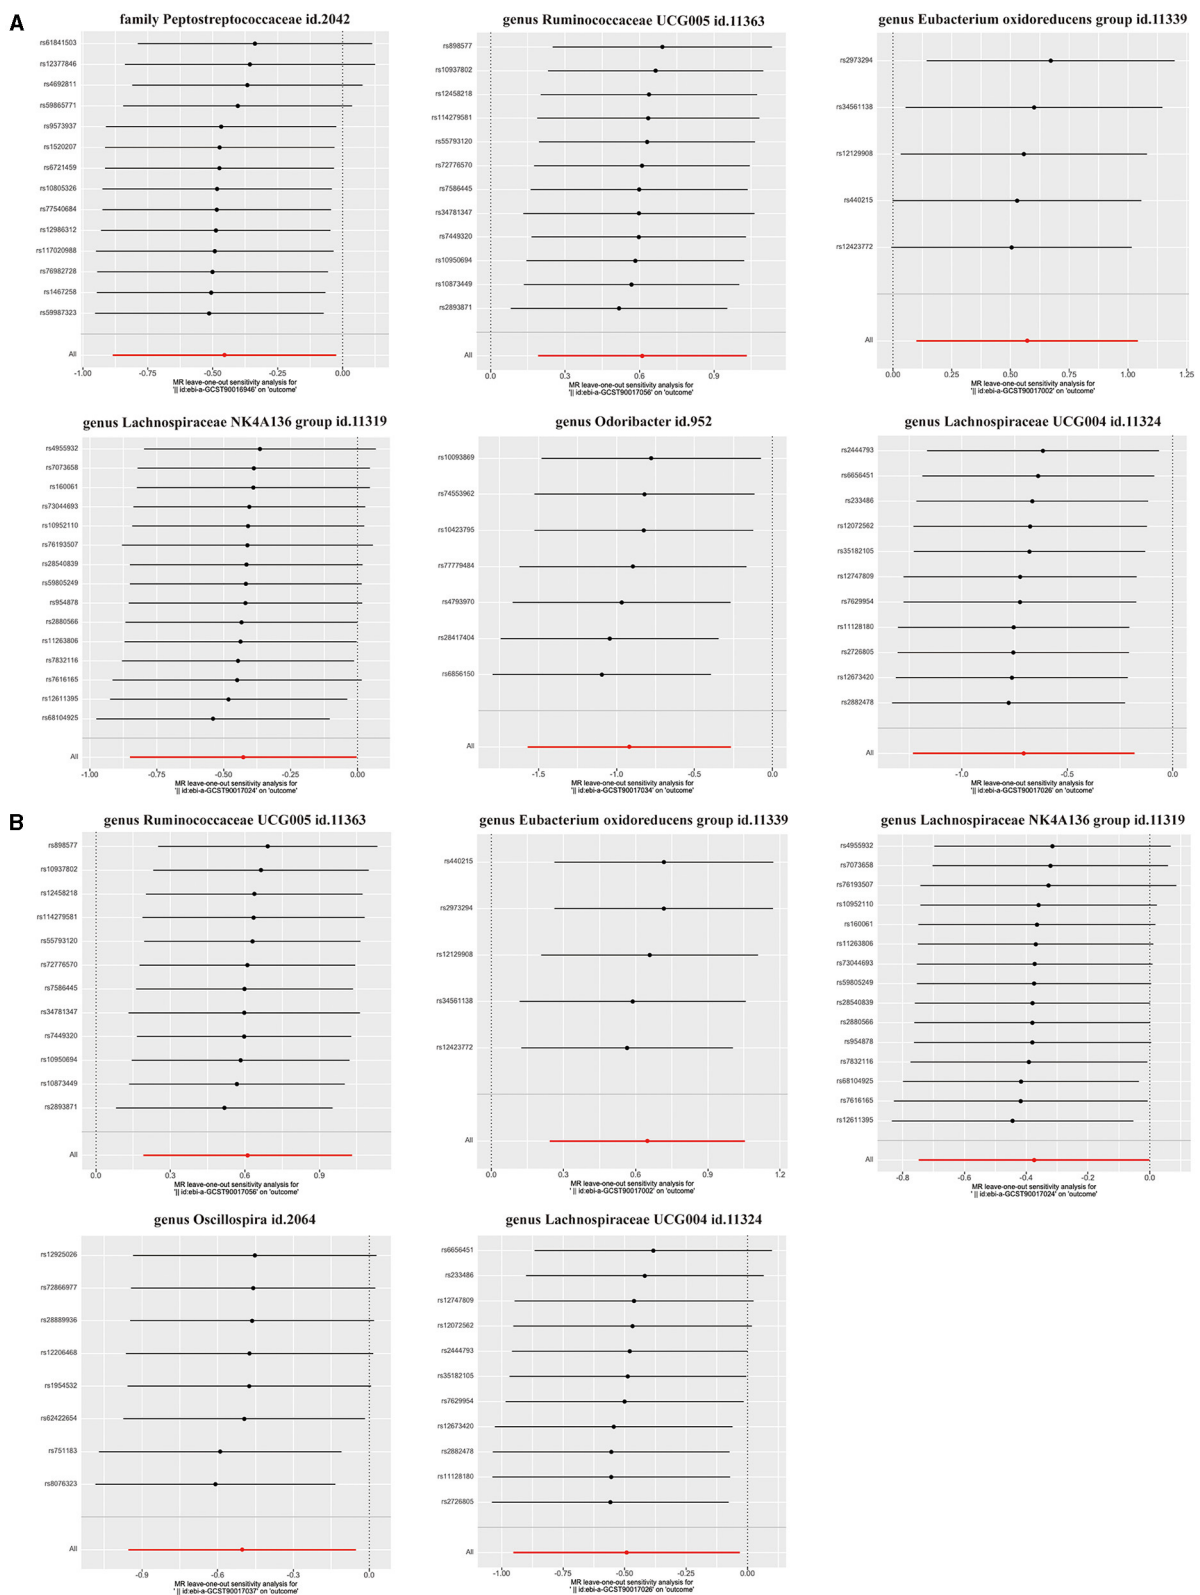 A
family Peptostreptococcaceae id.2042
rs61841503
rs12377846
rs4692811
rs59865771
rs9573937
rs1520207
rs6721459
rs10805326
rs77540684
rs12986312
rs117020988
rs76982728
rs1467258
rs59987323
All
-1.00 -0.75 -0.50 -0.25 0.00
MR leave-one-out sensitivity analysis for
'|| id:ebi-a-GCST90016946' on 'outcome'
genus Ruminococcaceae UCG005 id.11363
rs898577
rs10937802
rs12458218
rs114279581
rs55793120
rs72776570
rs7586445
rs34781347
rs7449320
rs10950694
rs10873449
rs2893871
All
0.0 0.3 0.6 0.9
MR leave-one-out sensitivity analysis for
'|| id:ebi-a-GCST90017056' on 'outcome'
genus Eubacterium oxidoreducens group id.11339
rs2973294
rs34561138
rs12129908
rs440215
rs12423772
All
0.00 0.25 0.50 0.75 1.00 1.25
MR leave-one-out sensitivity analysis for
'|| id:ebi-a-GCST90017002' on 'outcome'
genus Lachnospiraceae NK4A136 group id.11319
rs4955932
rs7073658
rs160061
rs73044693
rs10952110
rs76193507
rs28540839
rs59805249
rs954878
rs2880566
rs11263806
rs7832116
rs7616165
rs12611395
rs68104925
All
-1.00 -0.75 -0.50 -0.25 0.00
MR leave-one-out sensitivity analysis for
'|| id:ebi-a-GCST90017024' on 'outcome'
genus Odoribacter id.952
rs10093869
rs74553962
rs10423795
rs77779484
rs4793970
rs28417404
rs6856150
All
-1.5 -1.0 -0.5 0.0
MR leave-one-out sensitivity analysis for
'|| id:ebi-a-GCST90017034' on 'outcome'
genus Lachnospiraceae UCG004 id.11324
rs2444793
rs6656451
rs233486
rs12072562
rs35182105
rs12747809
rs7629954
rs11128180
rs2726805
rs12673420
rs2882478
All
-1.0 -0.5 0.0
MR leave-one-out sensitivity analysis for
'|| id:ebi-a-GCST90017026' on 'outcome'
B
genus Ruminococcaceae UCG005 id.11363
rs898577
rs10937802
rs12458218
rs114279581
rs55793120
rs72776570
rs7586445
rs34781347
rs7449320
rs10950694
rs10873449
rs2893871
All
0.0 0.3 0.6 0.9
MR leave-one-out sensitivity analysis for
'|| id:ebi-a-GCST90017056' on 'outcome'
genus Eubacterium oxidoreducens group id.11339
rs440215
rs2973294
rs12129908
rs34561138
rs12423772
All
0.0 0.3 0.6 0.9 1.2
MR leave-one-out sensitivity analysis for
' || id:ebi-a-GCST90017002' on 'outcome'
genus Lachnospiraceae NK4A136 group id.11319
rs4955932
rs7073658
rs76193507
rs10952110
rs160061
rs11263806
rs73044693
rs59805249
rs28540839
rs2880566
rs954878
rs7832116
rs68104925
rs7616165
rs12611395
All
-0.8 -0.6 -0.4 -0.2 0.0
MR leave-one-out sensitivity analysis for
' || id:ebi-a-GCST90017024' on 'outcome'
genus Oscillospira id.2064
rs12925026
rs72866977
rs28889936
rs12206468
rs1954532
rs62422654
rs751183
rs8076323
All
-0.9 -0.6 -0.3 0.0
MR leave-one-out sensitivity analysis for
' || id:ebi-a-GCST90017037' on 'outcome'
genus Lachnospiraceae UCG004 id.11324
rs6656451
rs233486
rs12747809
rs12072562
rs2444793
rs35182105
rs7629954
rs12673420
rs2882478
rs11128180
rs2726805
All
-1.00 -0.75 -0.50 -0.25 0.00
MR leave-one-out sensitivity analysis for
' || id:ebi-a-GCST90017026' on 'outcome'